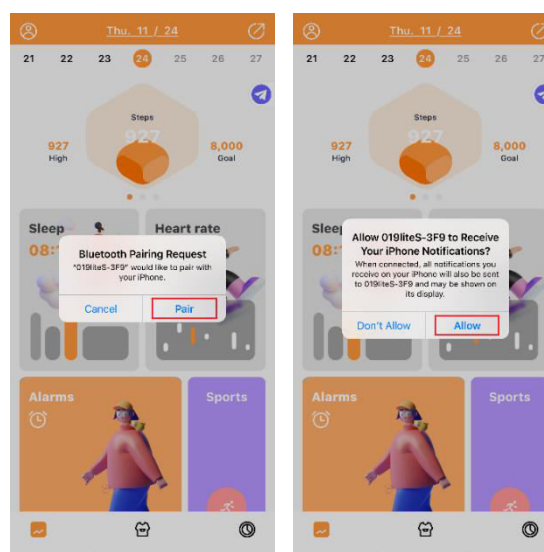 Thu. 11 / 24
21 22 23 24 25 26 27
Steps
927
927
High
8,000
Goal
Sleep
Heart rate
08:
Bluetooth Pairing Request
"019liteS-3F9" would like to pair with
your iPhone.
Cancel
Pair
Alarms
Sports
Thu. 11 / 24
21 22 23 24 25 26 27
Steps
927
927
High
8,000
Goal
Sleep
08:
Allow 019liteS-3F9 to Receive
Your iPhone Notifications?
When connected, all notifications you
receive on your iPhone will also be sent
to 019liteS-3F9 and may be shown on
its display.
Don't Allow
Allow
Alarms
Sports